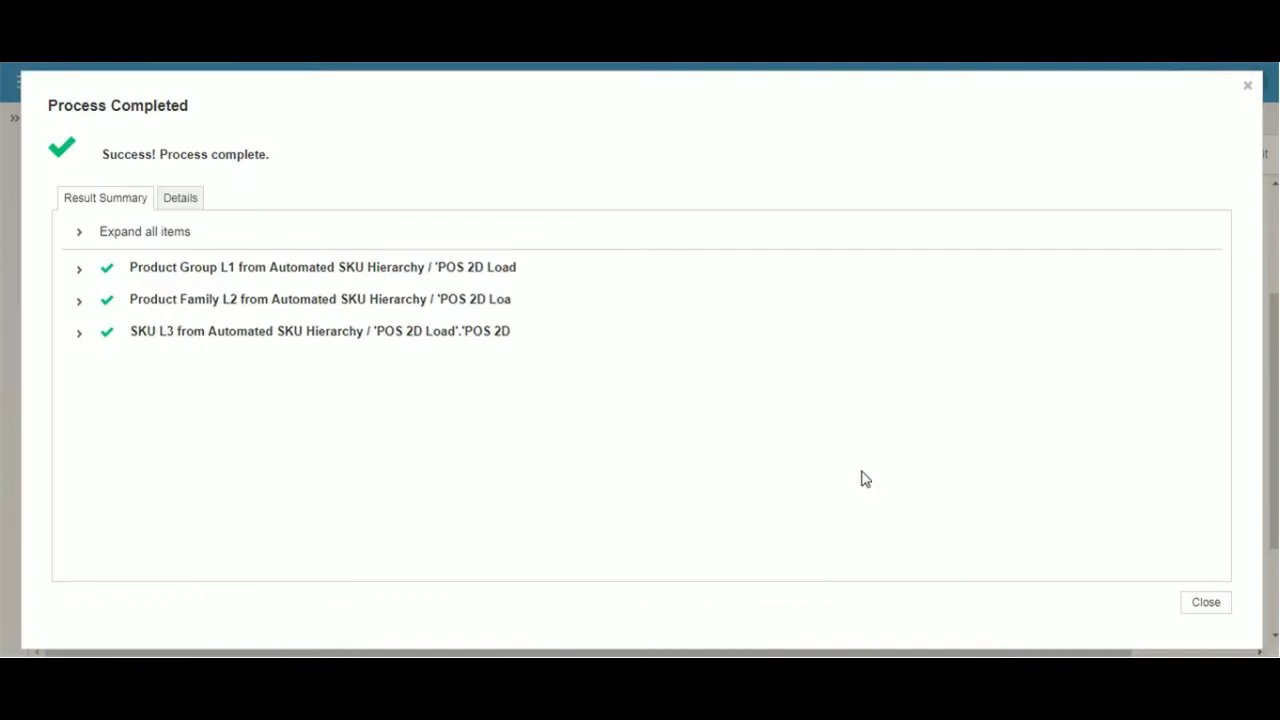 Process Completed
Success! Process complete.
Result Summary
Details
Expand all items
Product Group L1 from Automated SKU Hierarchy / 'POS 2D Load
Product Family L2 from Automated SKU Hierarchy / 'POS 2D Loa
SKU L3 from Automated SKU Hierarchy / 'POS 2D Load'.'POS 2D
Close